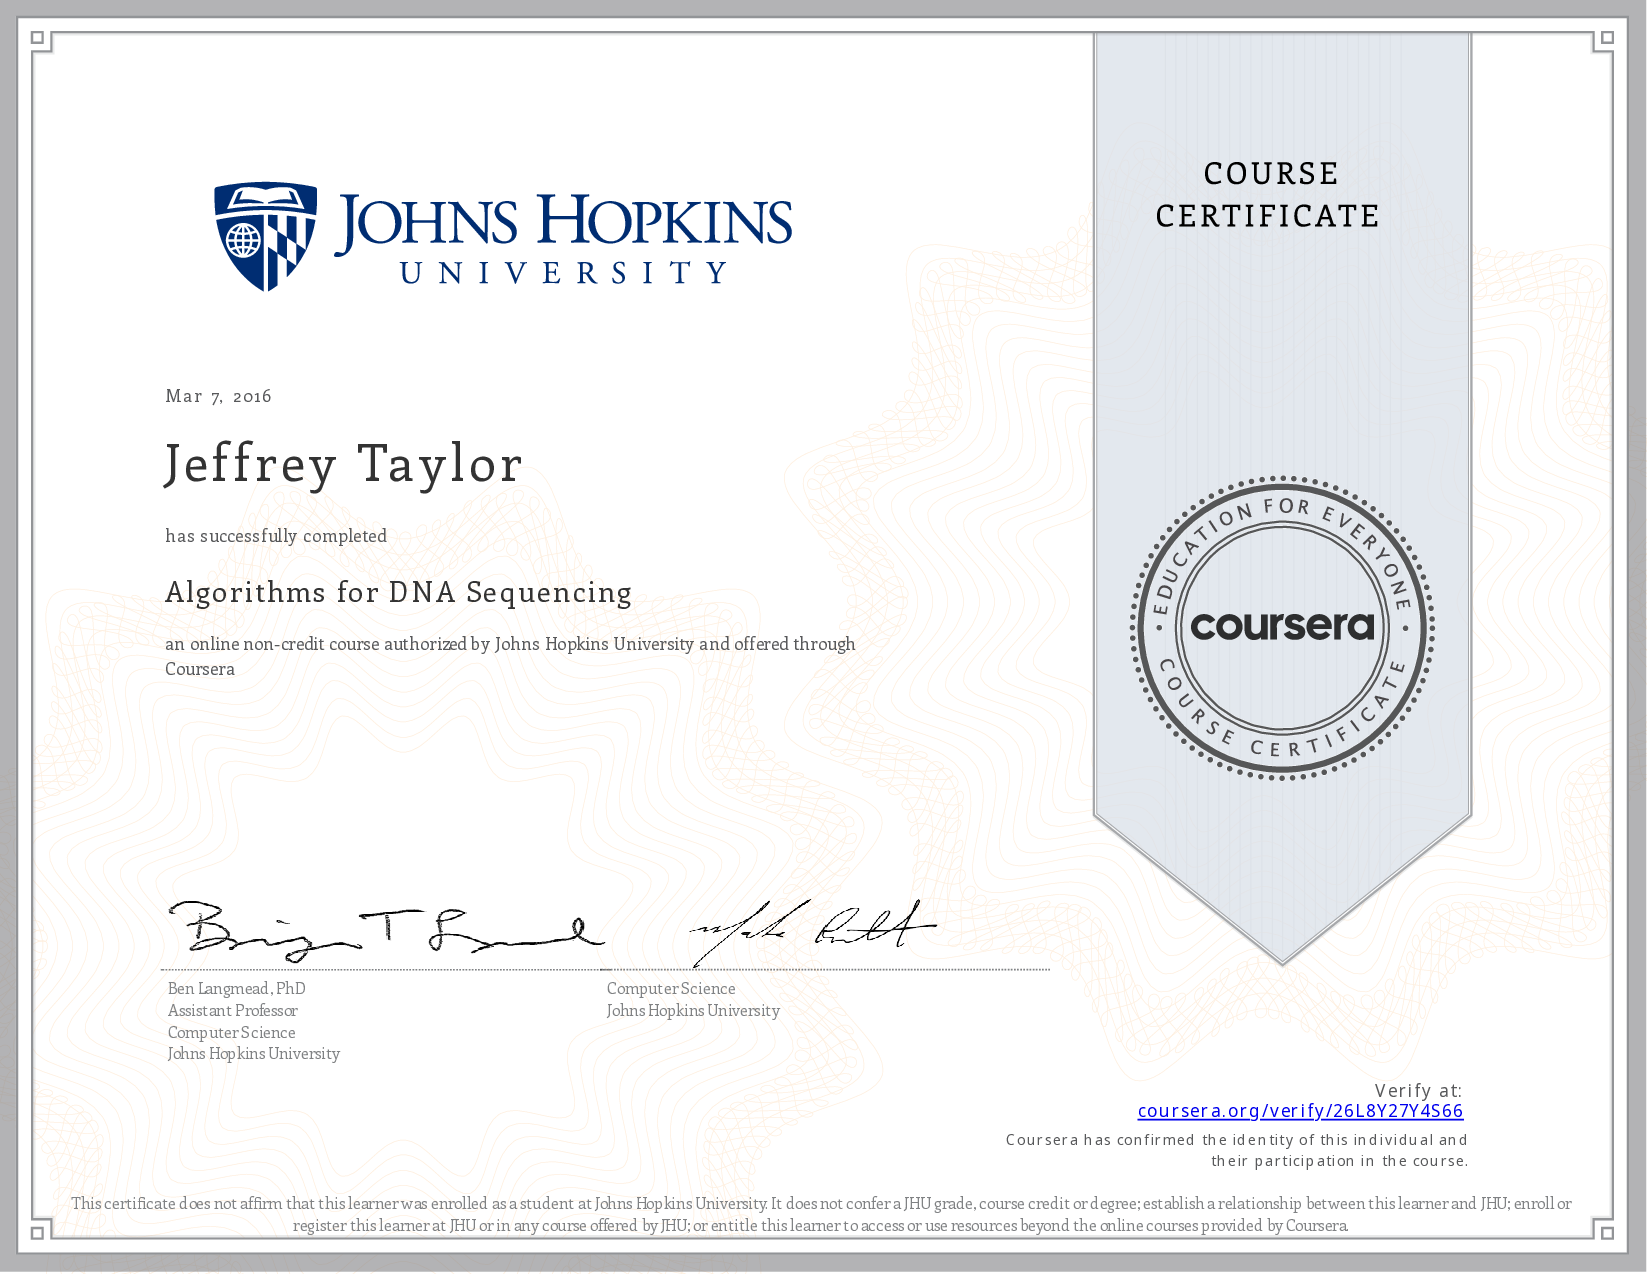 JOHNS HOPKINS
UNIVERSITY
COURSE
CERTIFICATE
Mar 7, 2016
Jeffrey Taylor
has successfully completed
Algorithms for DNA Sequencing
an online non-credit course authorized by Johns Hopkins University and offered through
Coursera
EDUCATION FOR EVERYONE
coursera
COURSE CERTIFICATE
Ben Langmead, PhD
Assistant Professor
Computer Science
Johns Hopkins University
Computer Science
Johns Hopkins University
Verify at:
coursera.org/verify/26L8Y27Y4S66
Coursera has confirmed the identity of this individual and
their participation in the course.
This certificate does not affirm that this learner was enrolled as a student at Johns Hopkins University. It does not confer a JHU grade, course credit or degree; establish a relationship between this learner and JHU; enroll or
register this learner at JHU or in any course offered by JHU; or entitle this learner to access or use resources beyond the online courses provided by Coursera.